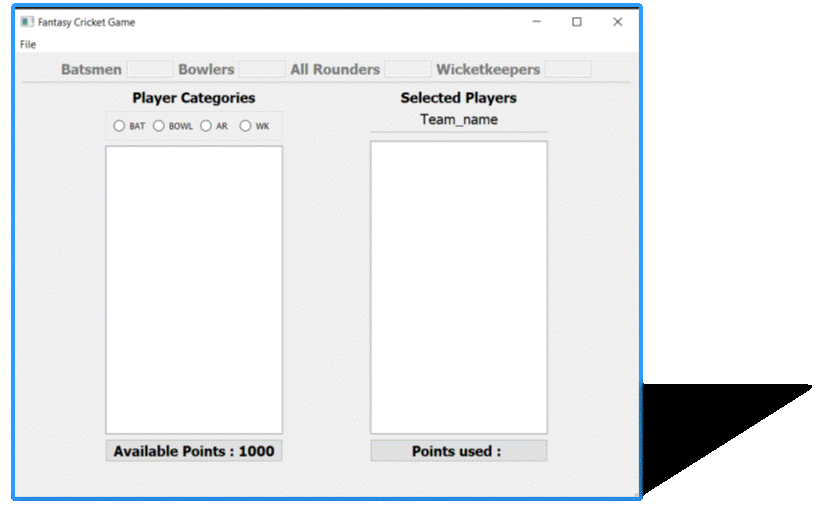 Fantasy Cricket Game
File
Batsmen Bowlers All Rounders Wicketkeepers
Player Categories Selected Players
Team_name
BAT BOWL AR WK
Available Points : 1000 Points used :